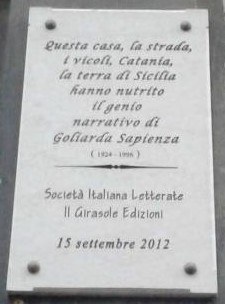 Questa casa, la strada,
i vicoli, Catania,
la terra di Sicilia
hanno nutrito
il genio
narrativo di
Goliarda Sapienza
( 1924 - 1996 )
Società Italiana Letterate
Il Girasole Edizioni
15 settembre 2012